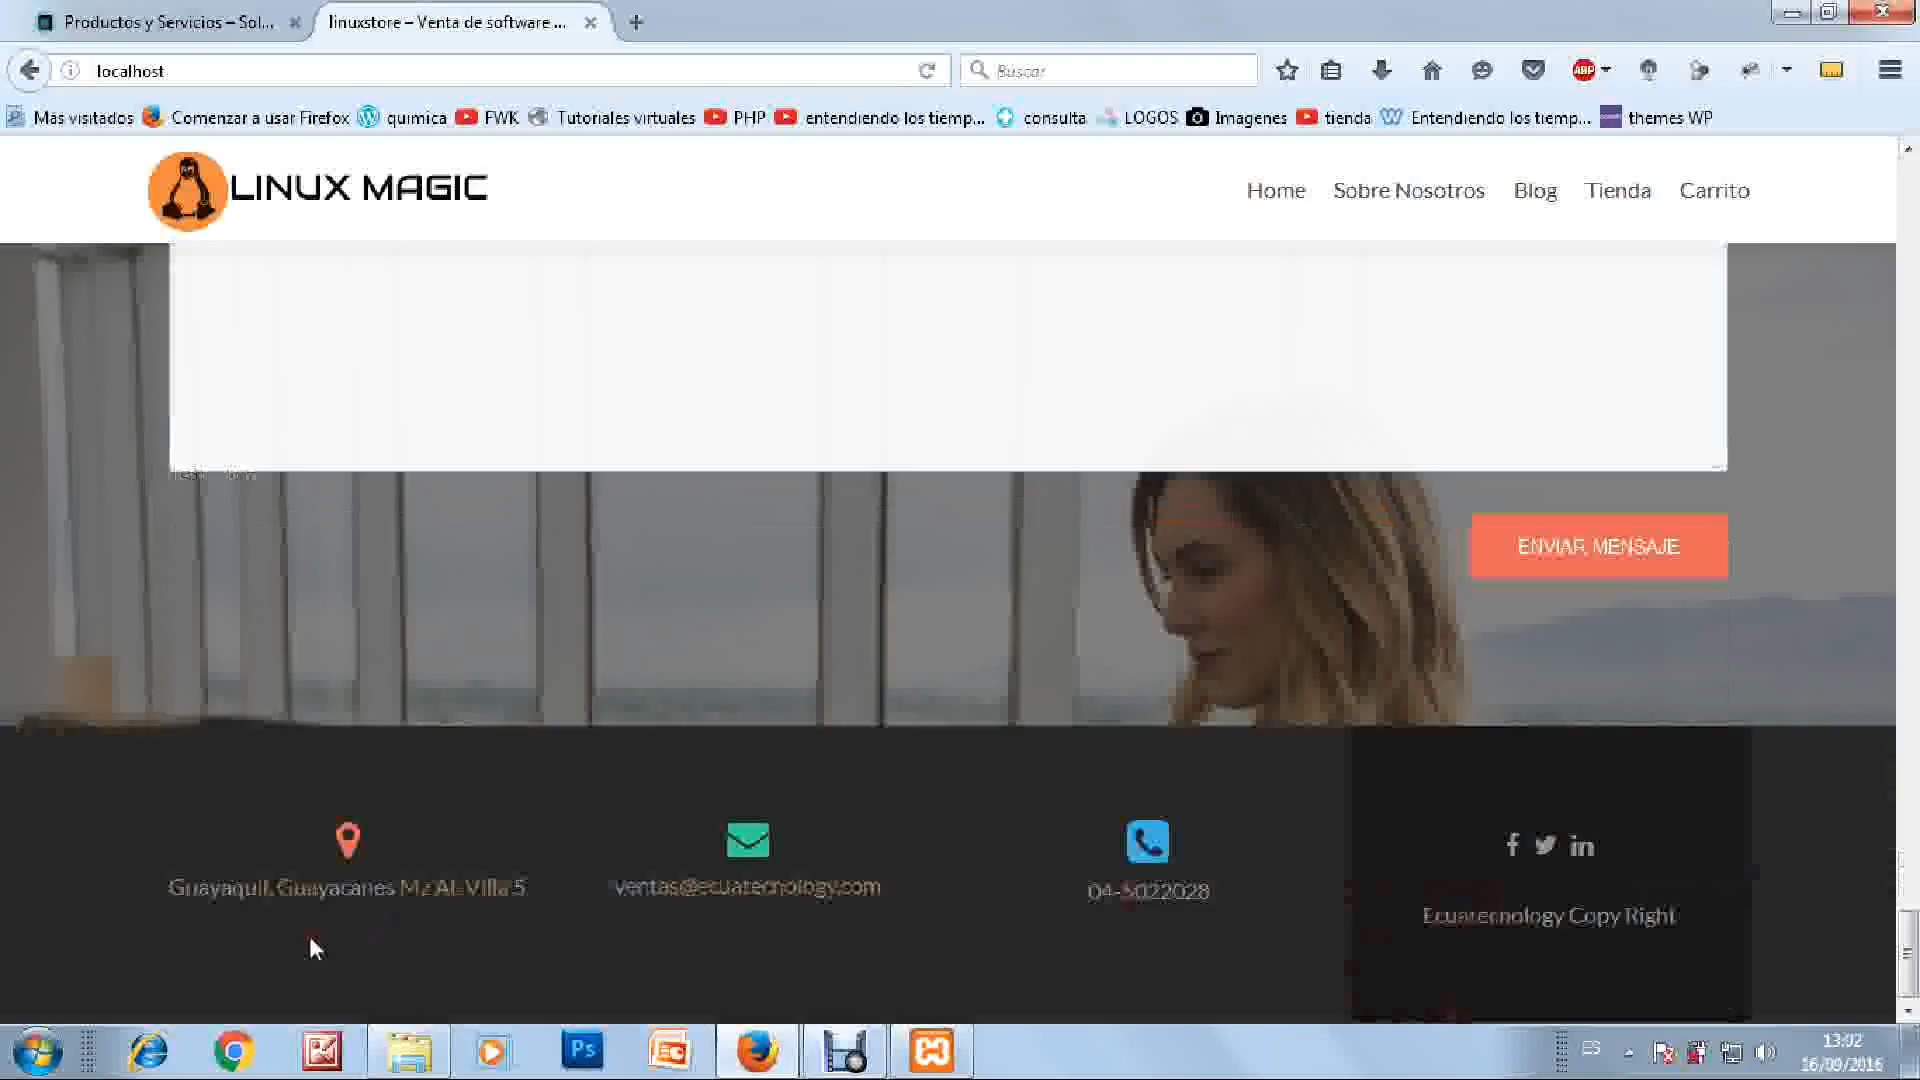 Productos y Servicios – Sol...
linuxstore – Venta de software ...
localhost
Buscar
ABP
Más visitados
Comenzar a usar Firefox
quimica
FWK
Tutoriales virtuales
PHP
entendiendo los tiemp...
consulta
LOGOS
Imagenes
tienda
Entendiendo los tiemp...
themes WP
LINUX MAGIC
Home
Sobre Nosotros
Blog
Tienda
Carrito
ENVIAR MENSAJE
Guayaquil, Guayacanes Mz Villa 5
ventas@ecuatecnology.com
04-5022028
Ecuatecnology Copy Right
Ps
ES
13:02
16/09/2016